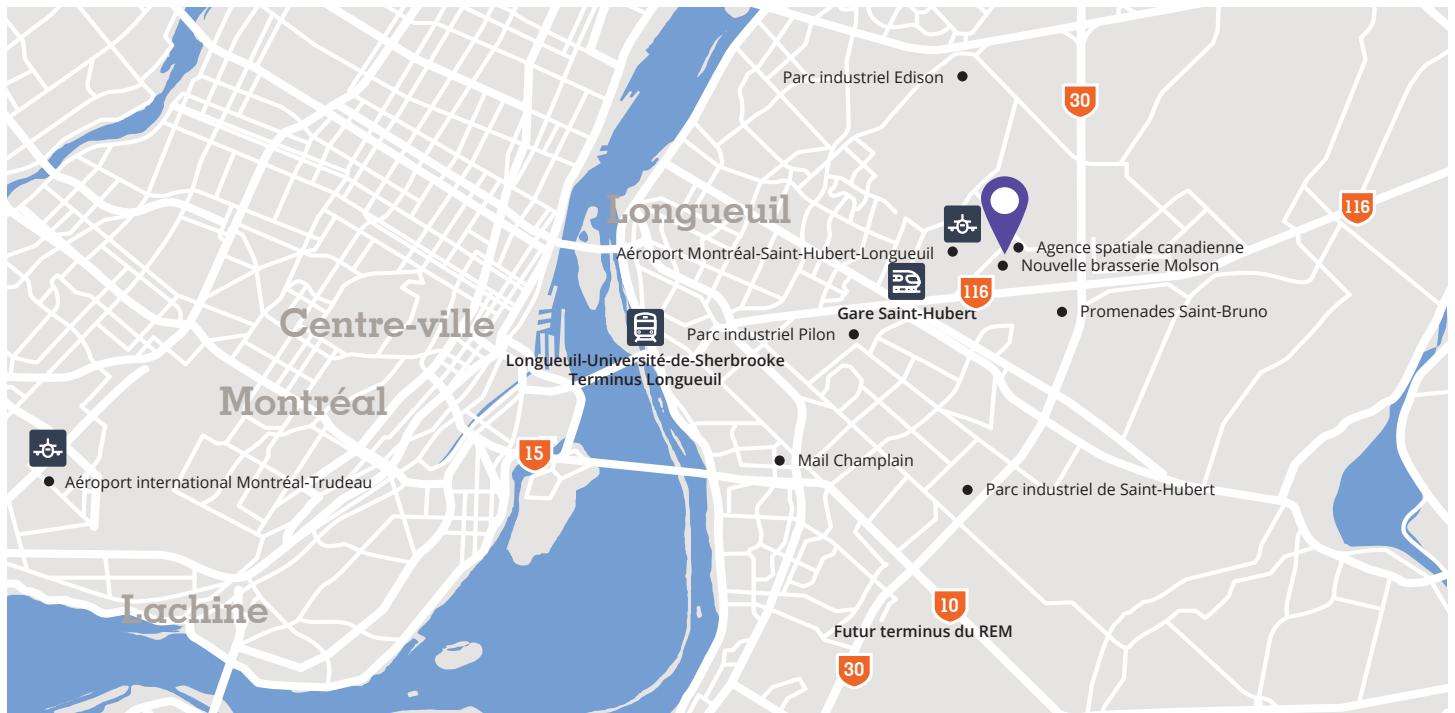 Parc industriel Edison
30
116
Longueuil
Agence spatiale canadienne
Aéroport Montréal-Saint-Hubert-Longueuil
Nouvelle brasserie Molson
116
Gare Saint-Hubert
Promenades Saint-Bruno
Centre-ville
Parc industriel Pilon
Longueuil-Université-de-Sherbrooke
Terminus Longueuil
Montréal
15
Mail Champlain
Aéroport international Montréal-Trudeau
Parc industriel de Saint-Hubert
Lachine
10
Futur terminus du REM
30